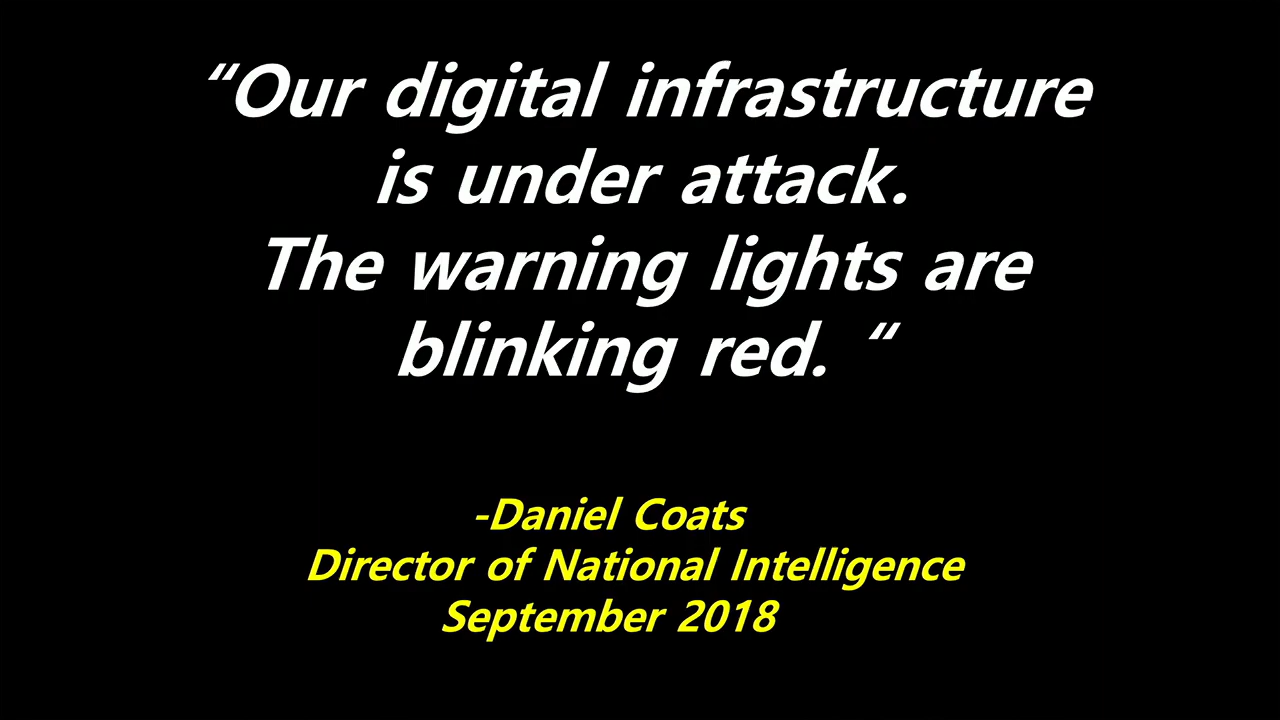 “Our digital infrastructure
is under attack.
The warning lights are
blinking red. “
-Daniel Coats
Director of National Intelligence
September 2018